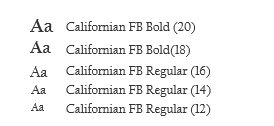 Aa Californian FB Bold (20)
Aa Californian FB Bold(18)
Aa Californian FB Regular (16)
Aa Californian FB Regular (14)
Aa Californian FB Regular (12)